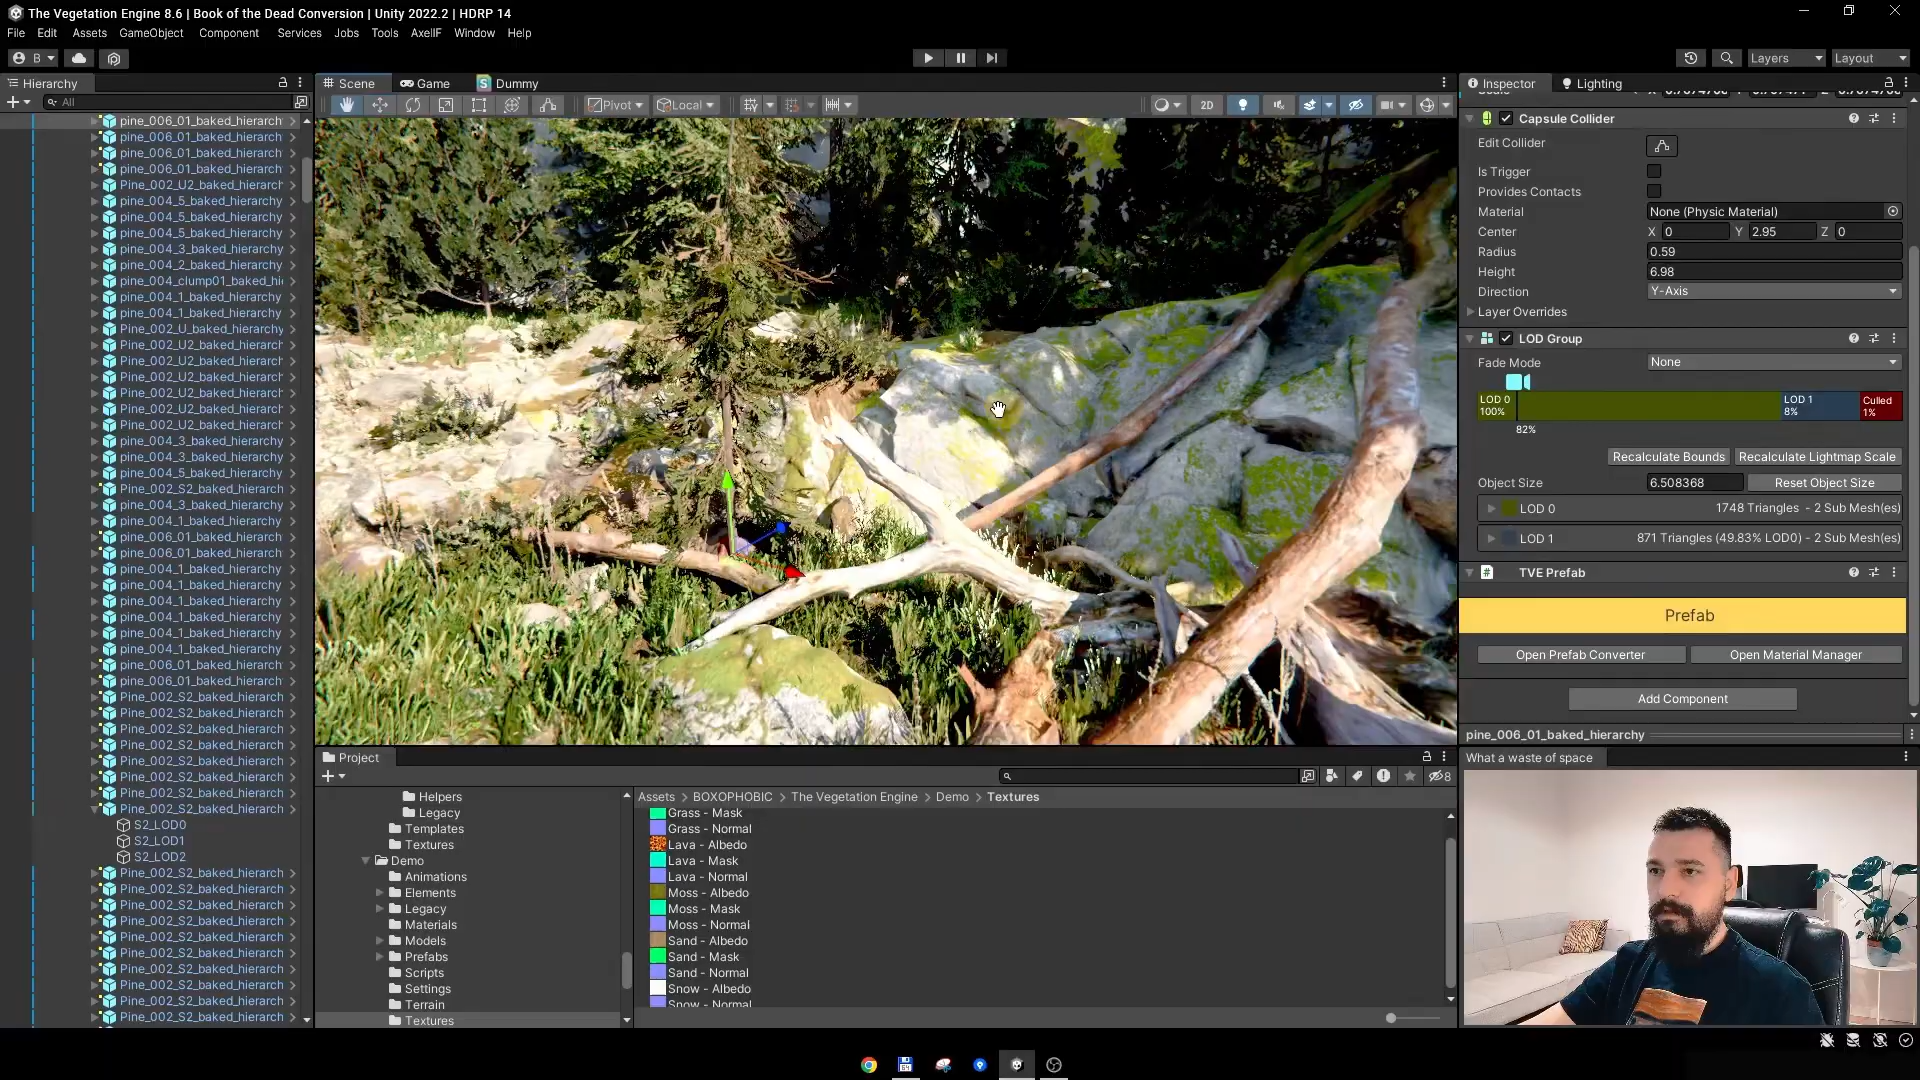 The Vegetation Engine 8.6 | Book of the Dead Conversion | Unity 2022.2 | HDRP 14
File Edit Assets GameObject Component Services Jobs Tools AxelIF Window Help
B
Layers
Layout
Hierarchy
All
pine_006_01_baked_hierarch
pine_006_01_baked_hierarch
pine_006_01_baked_hierarch
pine_006_01_baked_hierarch
Pine_002_U2_baked_hierarch
pine_004_5_baked_hierarchy
pine_004_5_baked_hierarchy
pine_004_5_baked_hierarchy
pine_004_3_baked_hierarchy
pine_004_2_baked_hierarchy
pine_004_clump01_baked_hi
pine_004_1_baked_hierarchy
pine_004_1_baked_hierarchy
Pine_002_U_baked_hierarchy
Pine_002_U2_baked_hierarch
Pine_002_U2_baked_hierarch
Pine_002_U2_baked_hierarch
Pine_002_U2_baked_hierarch
Pine_002_U2_baked_hierarch
Pine_002_U2_baked_hierarch
pine_004_3_baked_hierarchy
pine_004_3_baked_hierarchy
pine_004_5_baked_hierarchy
Pine_002_S2_baked_hierarch
pine_004_3_baked_hierarchy
pine_004_1_baked_hierarchy
pine_006_01_baked_hierarch
pine_006_01_baked_hierarch
pine_004_1_baked_hierarchy
pine_004_1_baked_hierarchy
pine_004_1_baked_hierarchy
pine_004_1_baked_hierarchy
pine_004_1_baked_hierarchy
pine_004_1_baked_hierarchy
pine_006_01_baked_hierarch
pine_006_01_baked_hierarch
Pine_002_S2_baked_hierarch
Pine_002_S2_baked_hierarch
Pine_002_S2_baked_hierarch
Pine_002_S2_baked_hierarch
Pine_002_S2_baked_hierarch
Pine_002_S2_baked_hierarch
Pine_002_S2_baked_hierarch
Pine_002_S2_baked_hierarch
S2_LOD0
S2_LOD1
S2_LOD2
Pine_002_S2_baked_hierarch
Pine_002_S2_baked_hierarch
Pine_002_S2_baked_hierarch
Pine_002_S2_baked_hierarch
Pine_002_S2_baked_hierarch
Pine_002_S2_baked_hierarch
Pine_002_S2_baked_hierarch
Pine_002_S2_baked_hierarch
Pine_002_S2_baked_hierarch
Pine_002_S2_baked_hierarch
Scene Game Dummy
Pivot Local 2D
Project
Helpers
Legacy
Templates
Textures
Demo
Animations
Elements
Legacy
Materials
Models
Prefabs
Scripts
Settings
Terrain
Textures
8
Assets > BOXOPHOBIC > The Vegetation Engine > Demo > Textures
Grass - Mask
Grass - Normal
Lava - Albedo
Lava - Mask
Lava - Normal
Moss - Albedo
Moss - Mask
Moss - Normal
Sand - Albedo
Sand - Mask
Sand - Normal
Snow - Albedo
Snow - Normal
Inspector Lighting
Capsule Collider
Edit Collider
Is Trigger
Provides Contacts
Material None (Physic Material)
Center X 0 Y 2.95 Z 0
Radius 0.59
Height 6.98
Direction Y-Axis
Layer Overrides
LOD Group
Fade Mode None
LOD 0
100%
LOD 1
8%
Culled
1%
82%
Recalculate Bounds Recalculate Lightmap Scale
Object Size 6.508368 Reset Object Size
LOD 0 1748 Triangles - 2 Sub Mesh(es)
LOD 1 871 Triangles (49.83% LOD0) - 2 Sub Mesh(es)
TVE Prefab
Prefab
Open Prefab Converter Open Material Manager
Add Component
pine_006_01_baked_hierarchy
What a waste of space